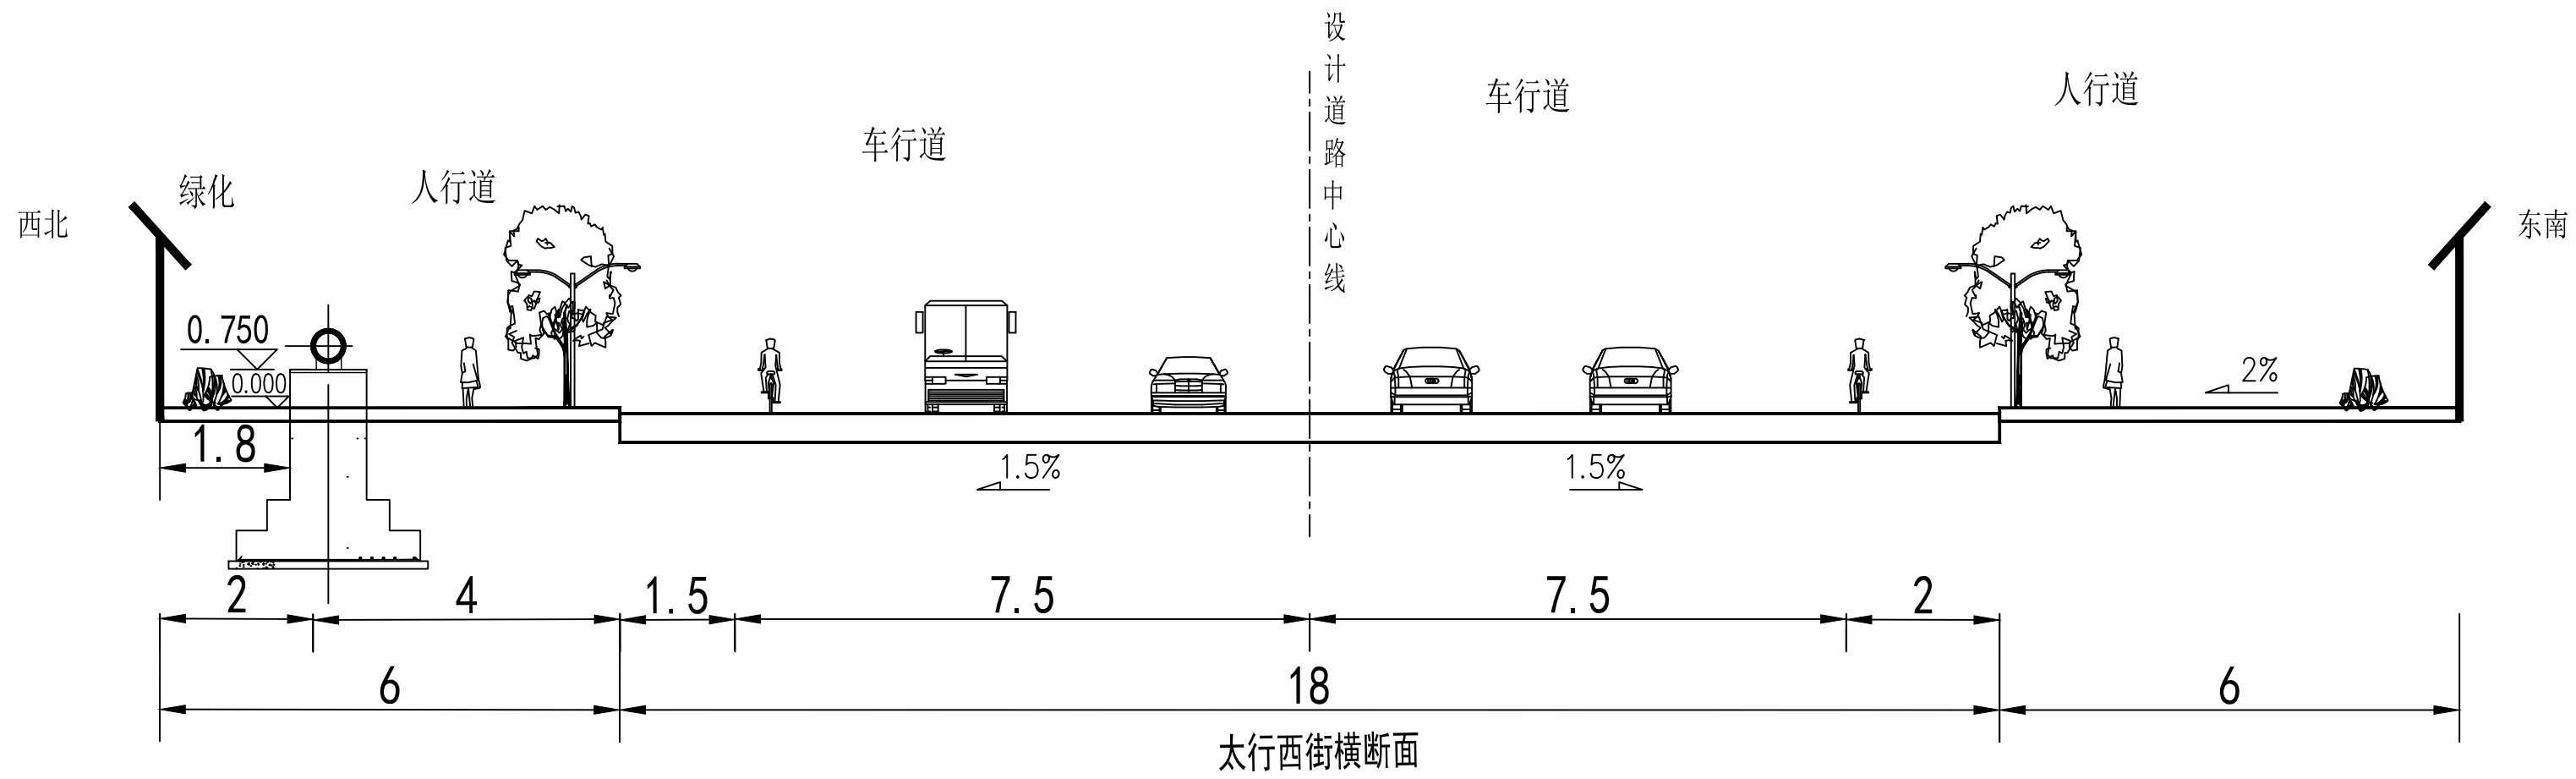 设计道路中心线
西北
绿化
人行道
车行道
车行道
人行道
东南
0.750
0.000
2%
1.8
1.5%
1.5%
2
4
1.5
7.5
7.5
2
6
18
6
太行西街横断面